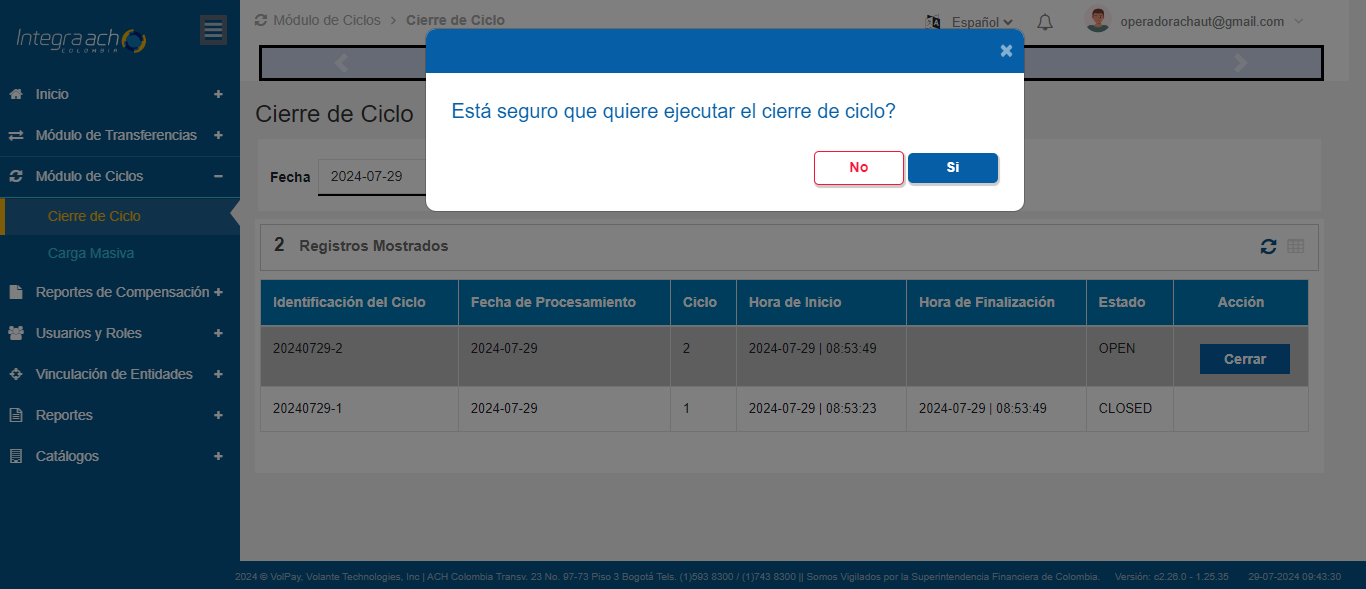 Integra ach
COLOMBIA
Módulo de Ciclos > Cierre de Ciclo
Español
operadorachaut@gmail.com
Inicio
Módulo de Transferencias
Módulo de Ciclos
Cierre de Ciclo
Carga Masiva
Reportes de Compensación
Usuarios y Roles
Vinculación de Entidades
Reportes
Catálogos
Está seguro que quiere ejecutar el cierre de ciclo?
No Si
Cierre de Ciclo
Fecha 2024-07-29
2 Registros Mostrados
Identificación del Ciclo Fecha de Procesamiento Ciclo Hora de Inicio Hora de Finalización Estado Acción
20240729-2 2024-07-29 2 2024-07-29 | 08:53:49 OPEN Cerrar
20240729-1 2024-07-29 1 2024-07-29 | 08:53:23 2024-07-29 | 08:53:49 CLOSED
2024 © VolPay, Volante Technologies, Inc | ACH Colombia Transv. 23 No. 97-73 Piso 3 Bogotá Tels. (1)593 8300 / (1)743 8300 || Somos Vigilados por la Superintendencia Financiera de Colombia. Versión: c2.26.0 - 1.25.35 29-07-2024 09:43:30